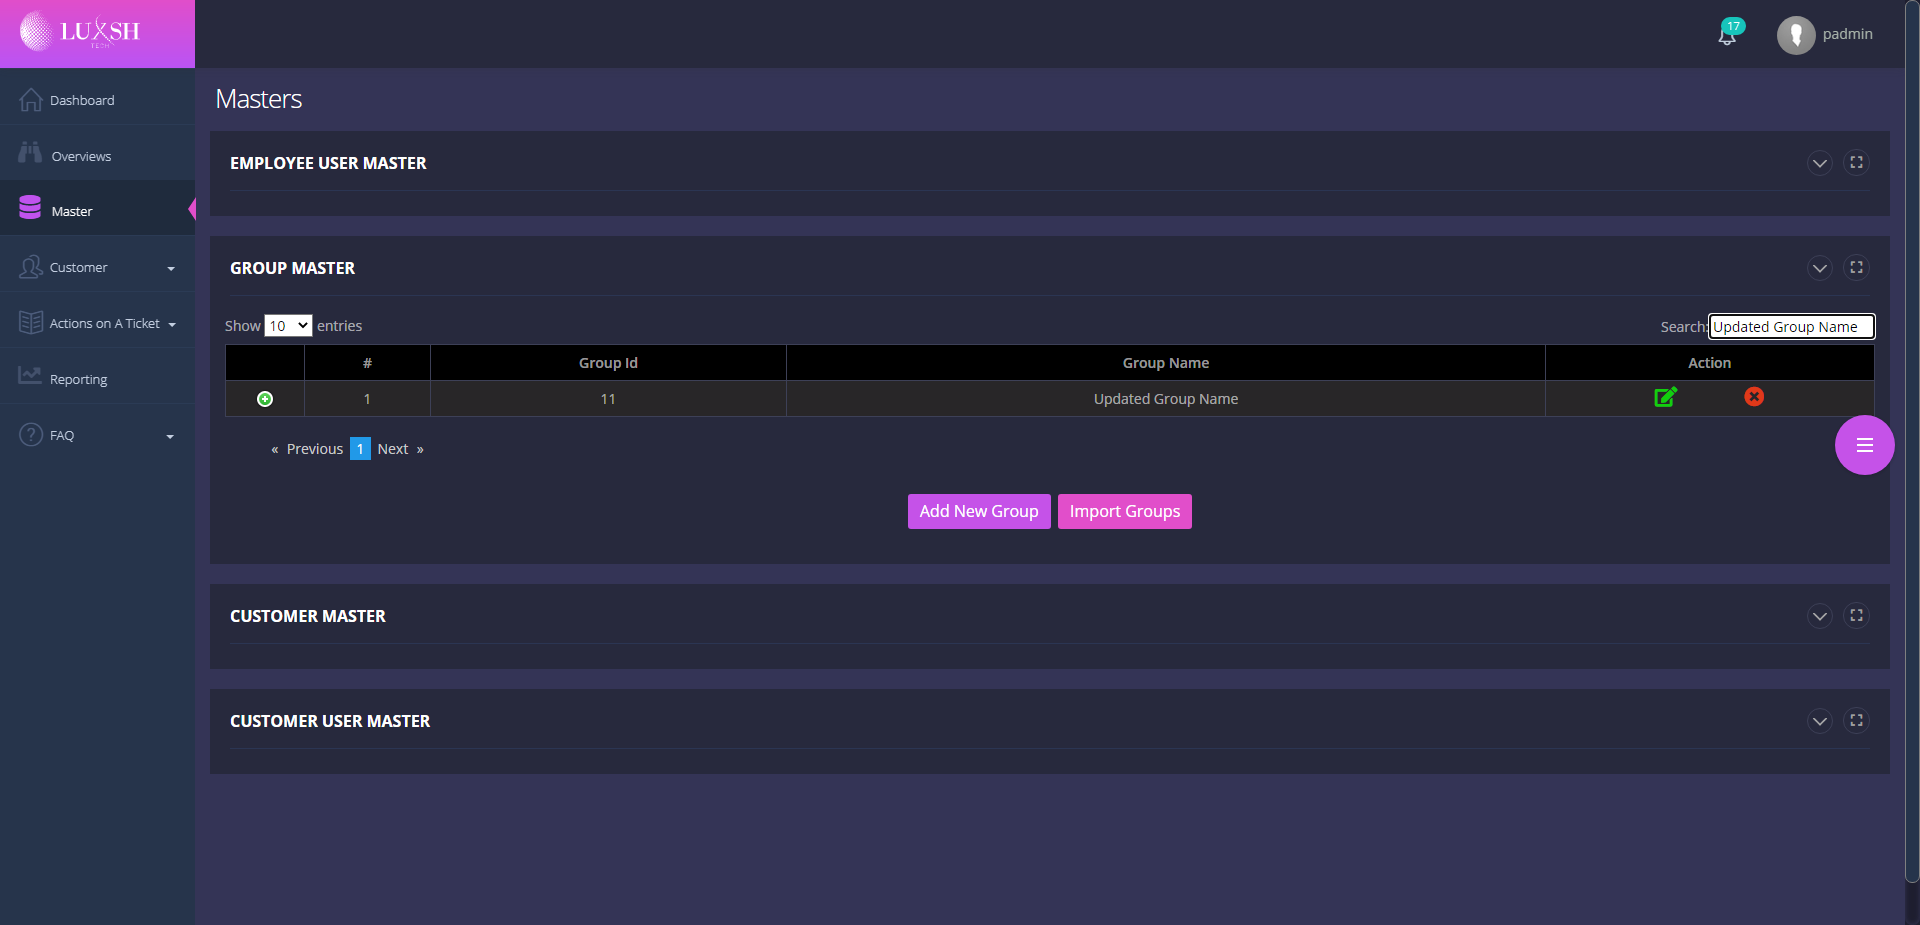 LUXSH
TECH
17
padmin
Dashboard
Overviews
Master
Customer
Actions on A Ticket
Reporting
FAQ
Masters
EMPLOYEE USER MASTER
GROUP MASTER
Show 10 entries
Search: Updated Group Name
# Group Id Group Name Action
1 11 Updated Group Name
« Previous 1 Next »
Add New Group Import Groups
CUSTOMER MASTER
CUSTOMER USER MASTER